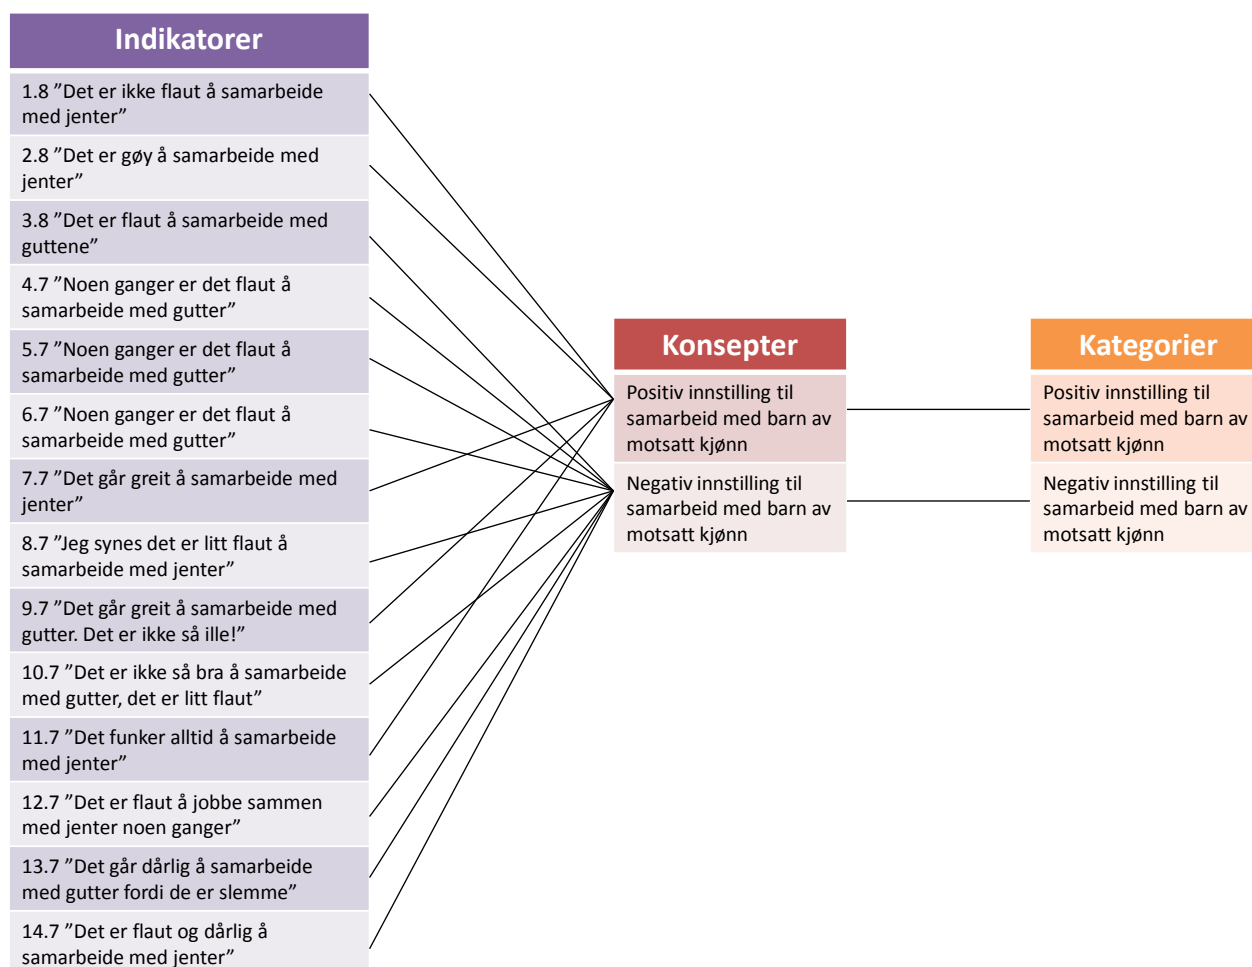 Indikatorer
1.8 ”Det er ikke flaut å samarbeide
med jenter”
2.8 ”Det er gøy å samarbeide med
jenter”
3.8 ”Det er flaut å samarbeide med
guttene”
4.7 ”Noen ganger er det flaut å
samarbeide med gutter”
5.7 ”Noen ganger er det flaut å
samarbeide med gutter”
6.7 ”Noen ganger er det flaut å
samarbeide med gutter”
7.7 ”Det går greit å samarbeide med
jenter”
8.7 ”Jeg synes det er litt flaut å
samarbeide med jenter”
9.7 ”Det går greit å samarbeide med
gutter. Det er ikke så ille!”
10.7 ”Det er ikke så bra å samarbeide
med gutter, det er litt flaut”
11.7 ”Det funker alltid å samarbeide
med jenter”
12.7 ”Det er flaut å jobbe sammen
med jenter noen ganger”
13.7 ”Det går dårlig å samarbeide
med gutter fordi de er slemme”
14.7 ”Det er flaut og dårlig å
samarbeide med jenter”
Konsepter
Positiv innstilling til
samarbeid med barn av
motsatt kjønn
Negativ innstilling til
samarbeid med barn av
motsatt kjønn
Kategorier
Positiv innstilling til
samarbeid med barn av
motsatt kjønn
Negativ innstilling til
samarbeid med barn av
motsatt kjønn